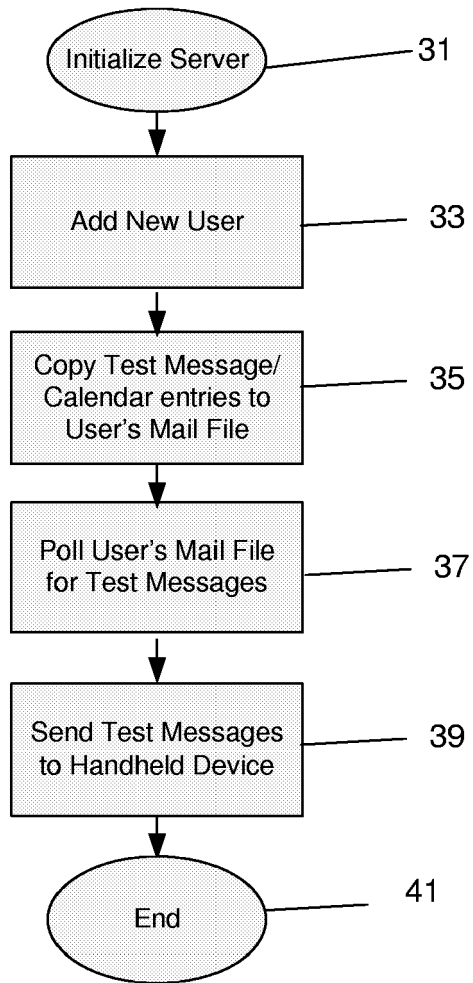 Initialize Server
31
Add New User
33
Copy Test Message/
Calendar entries to
User's Mail File
35
Poll User's Mail File
for Test Messages
37
Send Test Messages
to Handheld Device
39
End
41